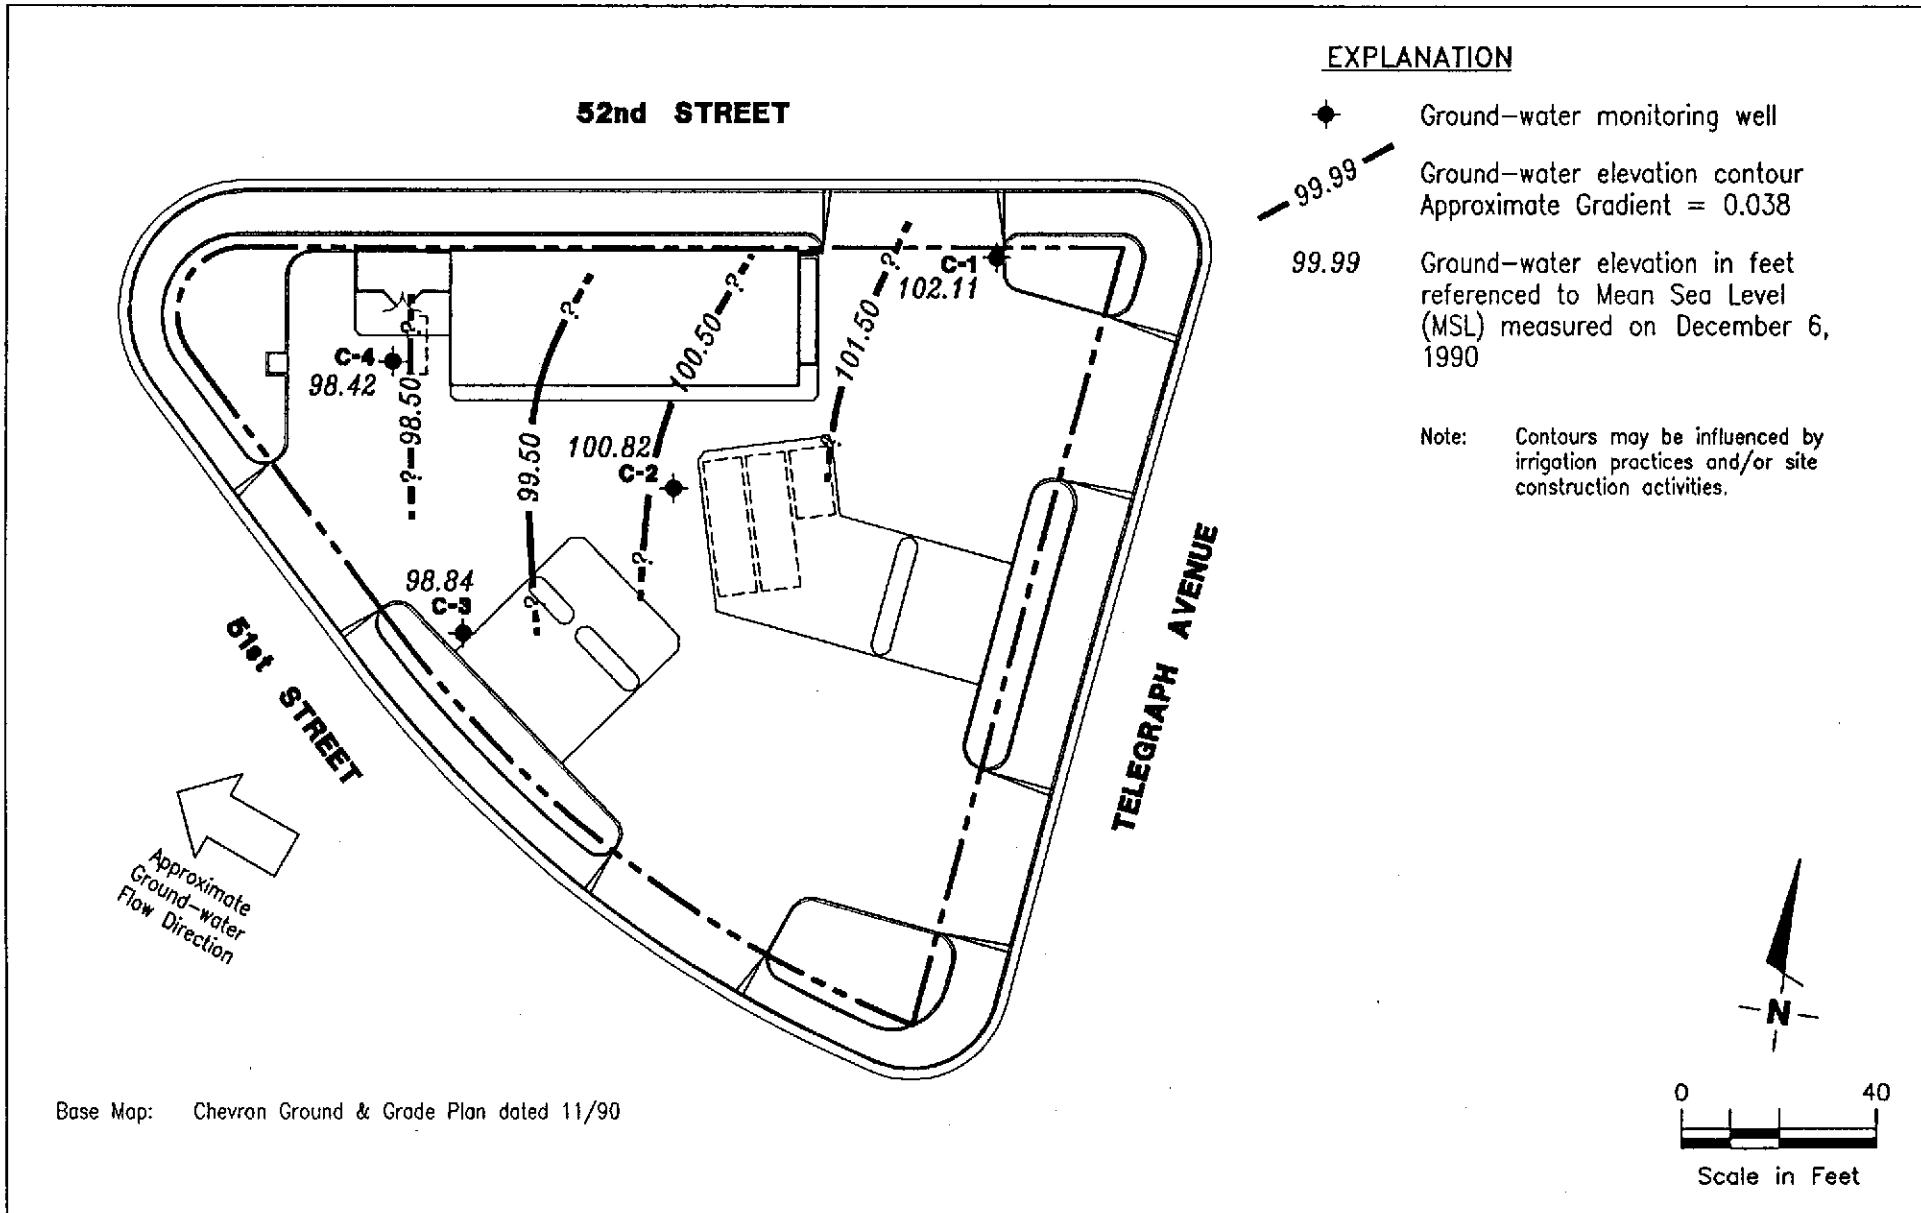 EXPLANATION
52nd STREET
Ground-water monitoring well
99.99
Ground-water elevation contour
Approximate Gradient = 0.038
99.99
Ground-water elevation in feet
referenced to Mean Sea Level
(MSL) measured on December 6,
1990
Note: Contours may be influenced by
irrigation practices and/or site
construction activities.
C-1
102.11
? 101.50 ?
? 100.50 ?
? 99.50 ?
? 98.50 ?
C-4
98.42
100.82
C-2
98.84
C-3
51st STREET
TELEGRAPH AVENUE
Approximate
Ground-water
Flow Direction
N
0 40
Scale in Feet
Base Map: Chevron Ground & Grade Plan dated 11/90